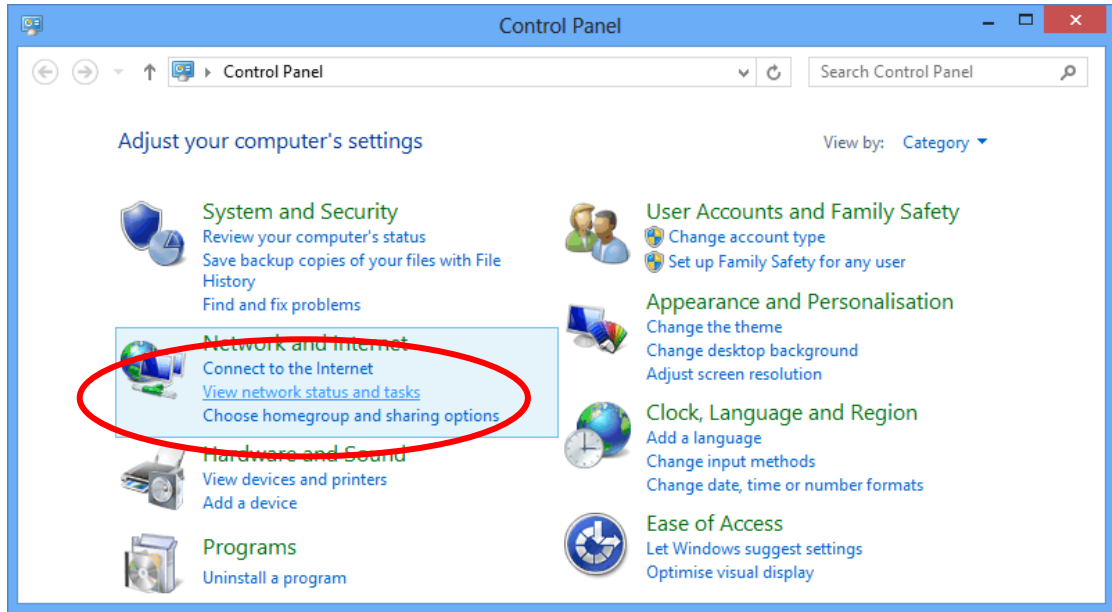 Control Panel
Control Panel
Search Control Panel
Adjust your computer's settings
View by: Category
System and Security
Review your computer's status
Save backup copies of your files with File
History
Find and fix problems
Network and Internet
Connect to the Internet
View network status and tasks
Choose homegroup and sharing options
Hardware and Sound
View devices and printers
Add a device
Programs
Uninstall a program
User Accounts and Family Safety
Change account type
Set up Family Safety for any user
Appearance and Personalisation
Change the theme
Change desktop background
Adjust screen resolution
Clock, Language and Region
Add a language
Change input methods
Change date, time or number formats
Ease of Access
Let Windows suggest settings
Optimise visual display